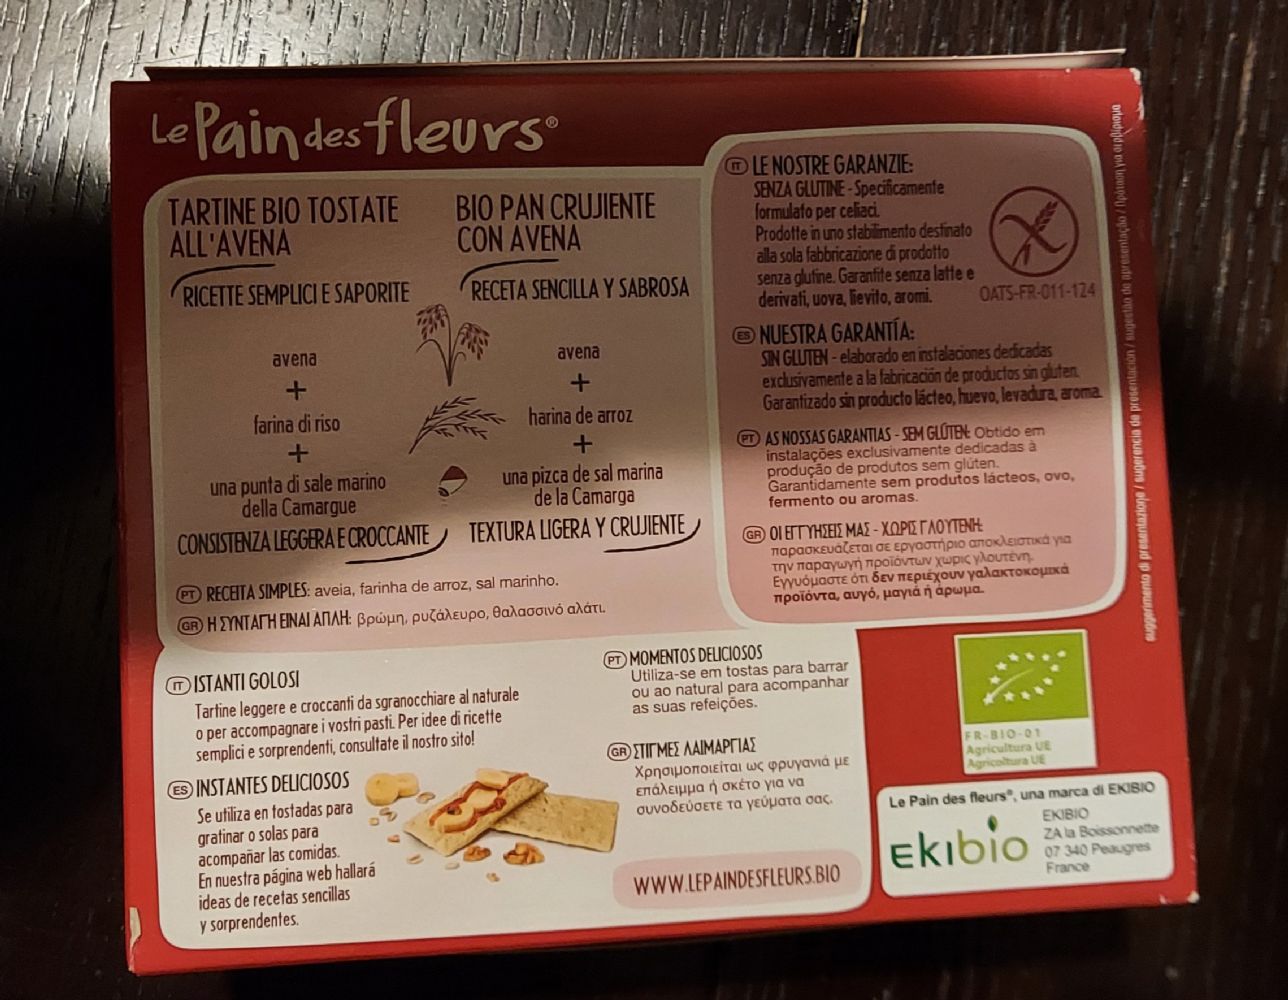 Le Pain des fleurs®
TARTINE BIO TOSTATE
ALL'AVENA
RICETTE SEMPLICI E SAPORITE
avena
+
farina di riso
+
una punta di sale marino
della Camargue
CONSISTENZA LEGGERA E CROCCANTE
BIO PAN CRUJIENTE
CON AVENA
RECETA SENCILLA Y SABROSA
avena
+
harina de arroz
+
una pizca de sal marina
de la Camarga
TEXTURA LIGERA Y CRUJIENTE
PT RECEITA SIMPLES: aveia, farinha de arroz, sal marinho.
GR Η ΣΥΝΤΑΓΗ ΕΙΝΑΙ ΑΠΛΗ: βρώμη, ρυζάλευρο, θαλασσινό αλάτι.
IT LE NOSTRE GARANZIE:
SENZA GLUTINE - Specificamente
formulato per celiaci.
Prodotte in uno stabilimento destinato
alla sola fabbricazione di prodotto
senza glutine. Garantite senza latte e
derivati, uova, lievito, aromi.
OATS-FR-011-124
ES NUESTRA GARANTÍA:
SIN GLUTEN - elaborado en instalaciones dedicadas
exclusivamente a la fabricación de productos sin gluten.
Garantizado sin producto lácteo, huevo, levadura, aroma.
PT AS NOSSAS GARANTIAS - SEM GLÚTEN: Obtido em
instalações exclusivamente dedicadas à
produção de produtos sem glúten.
Garantidamente sem produtos lácteos, ovo,
fermento ou aromas.
GR ΟΙ ΕΓΓΥΗΣΕΙΣ ΜΑΣ - ΧΩΡΙΣ ΓΛΟΥΤΕΝΗ:
παρασκευάζεται σε εργαστήριο αποκλειστικά για
την παραγωγή προϊόντων χωρις γλουτένη.
Εγγυόμαστε ότι δεν περιέχουν γαλακτοκομικά
προϊόντα, αυγό, μαγιά ή άρωμα.
suggerimento di presentazione / sugerencia de presentación / sugestão de apresentação / Πρόταση για σερβίρισμα
IT ISTANTI GOLOSI
Tartine leggere e croccanti da sgranocchiare al naturale
o per accompagnare i vostri pasti. Per idee di ricette
semplici e sorprendenti, consultate il nostro sito!
ES INSTANTES DELICIOSOS
Se utiliza en tostadas para
gratinar o solas para
acompañar las comidas.
En nuestra página web hallará
ideas de recetas sencillas
y sorprendentes.
PT MOMENTOS DELICIOSOS
Utiliza-se em tostas para barrar
ou ao natural para acompanhar
as suas refeições.
GR ΣΤΙΓΜΕΣ ΛΑΙΜΑΡΓΙΑΣ
Χρησιμοποιείται ως φρυγανιά με
επάλειμμα ή σκέτο για να
συνοδεύσετε τα γεύματα σας.
WWW.LEPAINDESFLEURS.BIO
FR-BIO-01
Agricultura UE
Agricoltura UE
Le Pain des fleurs®, una marca di EKIBIO
Ekibio
EKIBIO
ZA la Boissonnette
07 340 Peaugres
France